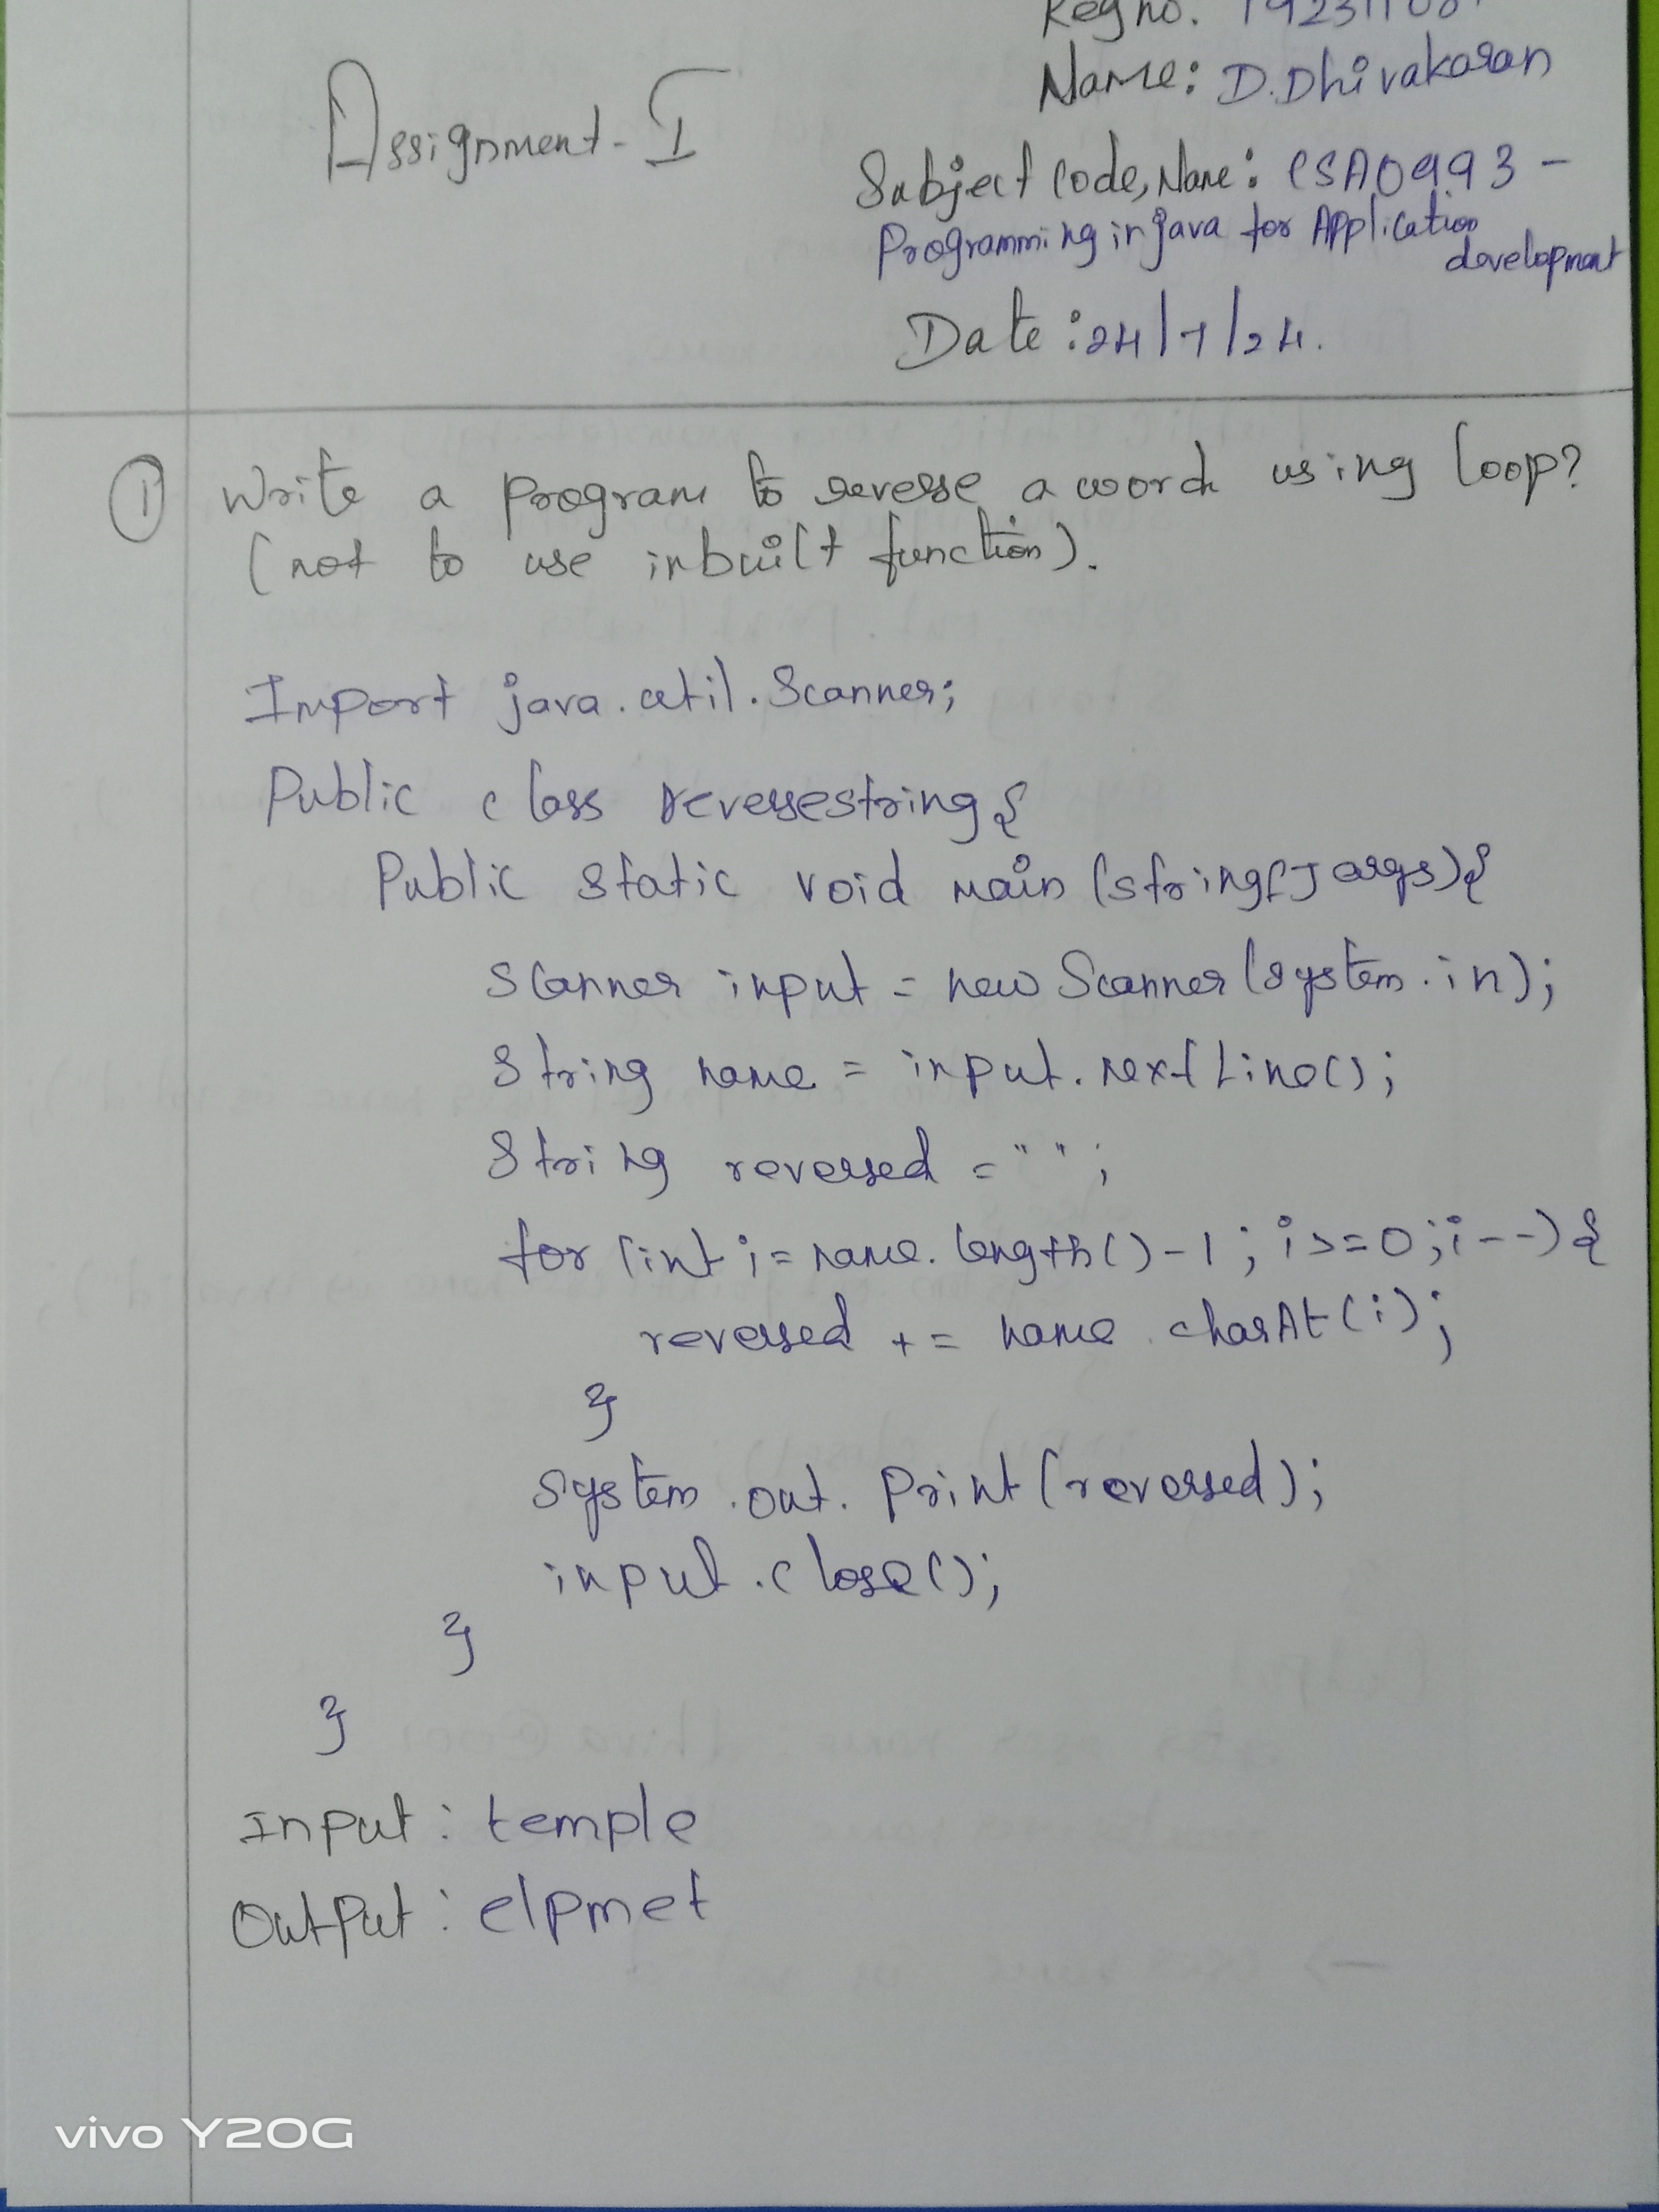 Reg no.
Name: D.Dhivakaran
Assignment-I
Subject Code, Name: CSA0993 -
Programming in java for Application
development
Date: 24/7/24.
① Write a program to reverse a word using loop?
(not to use inbuilt function).
Import java.util.Scanner;
Public class reversestring{
Public static void main (string[] args){
Scanner input = new Scanner(system.in);
String name = input.nextLine();
String reversed = "";
for (int i = name.length()-1; i>=0; i--){
reversed += name.charAt(i);
}
System.out.Print(reversed);
input.close();
}
}
Input: temple
Output: elpmet
vivo Y20G